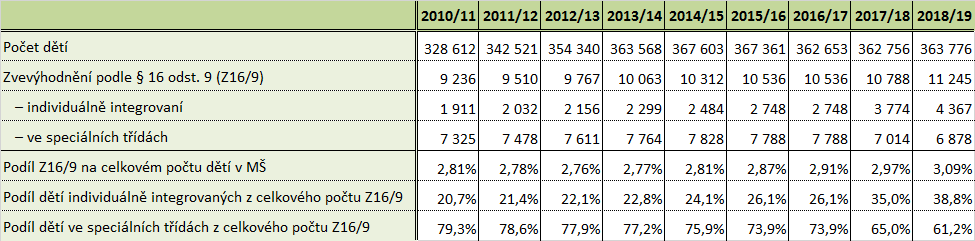 2010/11 2011/12 2012/13 2013/14 2014/15 2015/16 2016/17 2017/18 2018/19
Počet dětí 328 612 342 521 354 340 363 568 367 603 367 361 362 653 362 756 363 776
Zvevýhodnění podle § 16 odst. 9 (Z16/9) 9 236 9 510 9 767 10 063 10 312 10 536 10 536 10 788 11 245
– individuálně integrovaní 1 911 2 032 2 156 2 299 2 484 2 748 2 748 3 774 4 367
– ve speciálních třídách 7 325 7 478 7 611 7 764 7 828 7 788 7 788 7 014 6 878
Podíl Z16/9 na celkovém počtu dětí v MŠ 2,81% 2,78% 2,76% 2,77% 2,81% 2,87% 2,91% 2,97% 3,09%
Podíl dětí individuálně integrovaných z celkového počtu Z16/9 20,7% 21,4% 22,1% 22,8% 24,1% 26,1% 26,1% 35,0% 38,8%
Podíl dětí ve speciálních třídách z celkového počtu Z16/9 79,3% 78,6% 77,9% 77,2% 75,9% 73,9% 73,9% 65,0% 61,2%